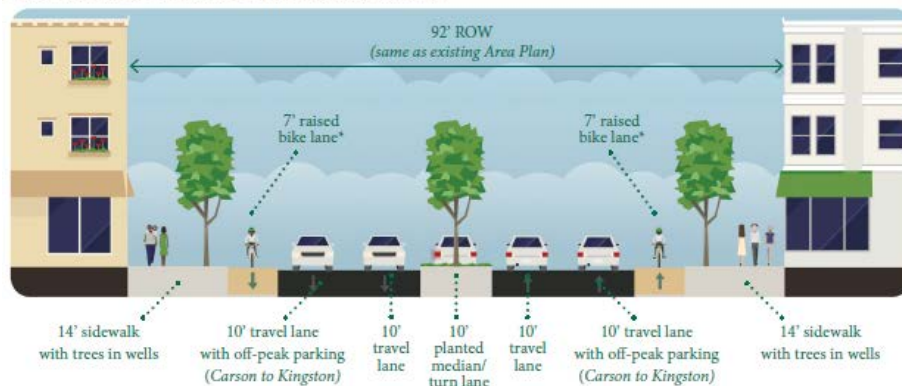 92' ROW
(same as existing Area Plan)
7' raised
bike lane*
7' raised
bike lane*
14' sidewalk
with trees in wells
10' travel lane
with off-peak parking
(Carson to Kingston)
10'
travel
lane
10'
planted
median/
turn lane
10'
travel
lane
10' travel lane
with off-peak parking
(Carson to Kingston)
14' sidewalk
with trees in wells